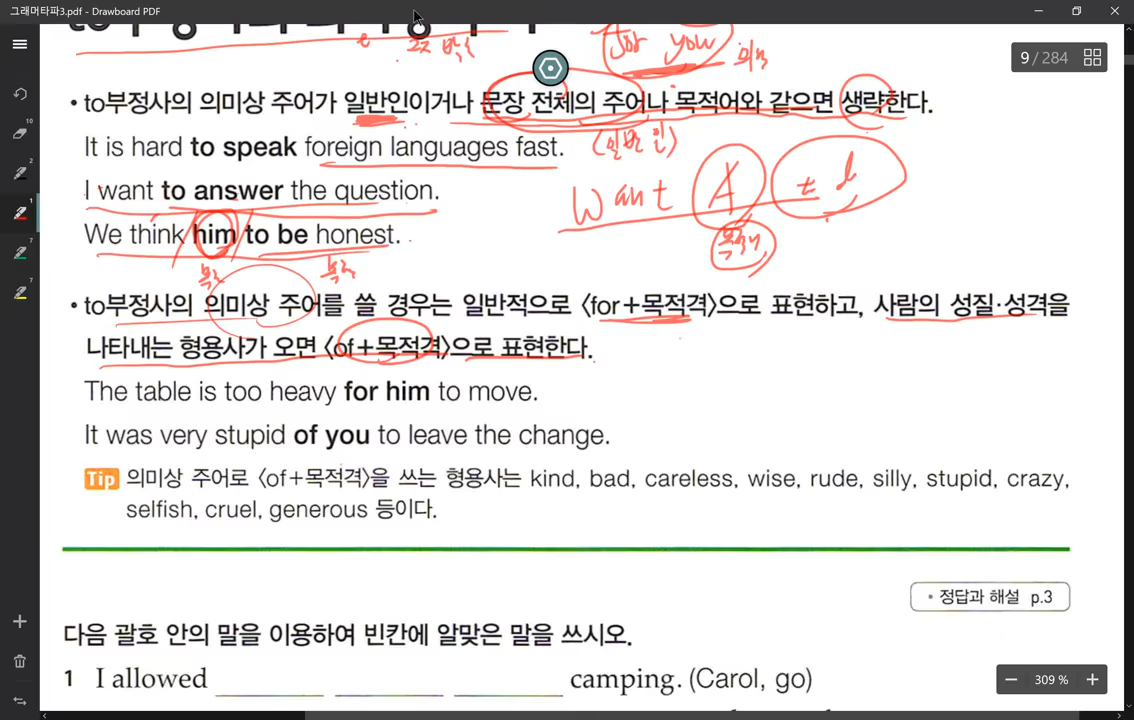 그래머타파3.pdf - Drawboard PDF
9 / 284
for you
• to부정사의 의미상 주어가 일반인이거나 문장 전체의 주어나 목적어와 같으면 생략한다.
It is hard to speak foreign languages fast.
(일반인)
I want to answer the question.
want A to
We think him to be honest.
• to부정사의 의미상 주어를 쓸 경우는 일반적으로 〈for+목적격〉으로 표현하고, 사람의 성질·성격을
나타내는 형용사가 오면 〈of+목적격〉으로 표현한다.
The table is too heavy for him to move.
It was very stupid of you to leave the change.
Tip 의미상 주어로 〈of+목적격〉을 쓰는 형용사는 kind, bad, careless, wise, rude, silly, stupid, crazy,
selfish, cruel, generous 등이다.
• 정답과 해설 p.3
다음 괄호 안의 말을 이용하여 빈칸에 알맞은 말을 쓰시오.
1 I allowed ________ ________ ________ camping. (Carol, go)
309 %
10
2
1
7
7